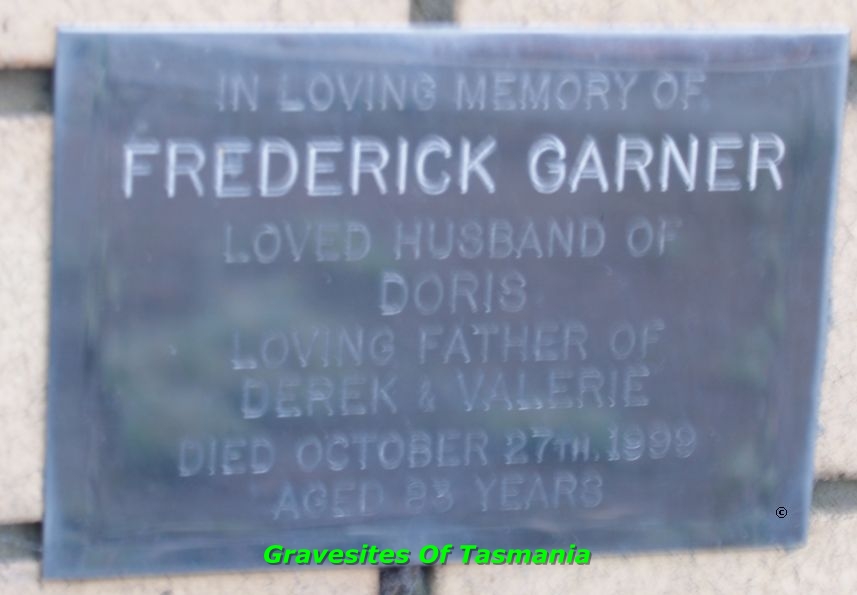 IN LOVING MEMORY OF
FREDERICK GARNER
LOVED HUSBAND OF
DORIS
LOVING FATHER OF
DEREK & VALERIE
DIED OCTOBER 27TH. 1999
AGED 83 YEARS
©
Gravesites Of Tasmania